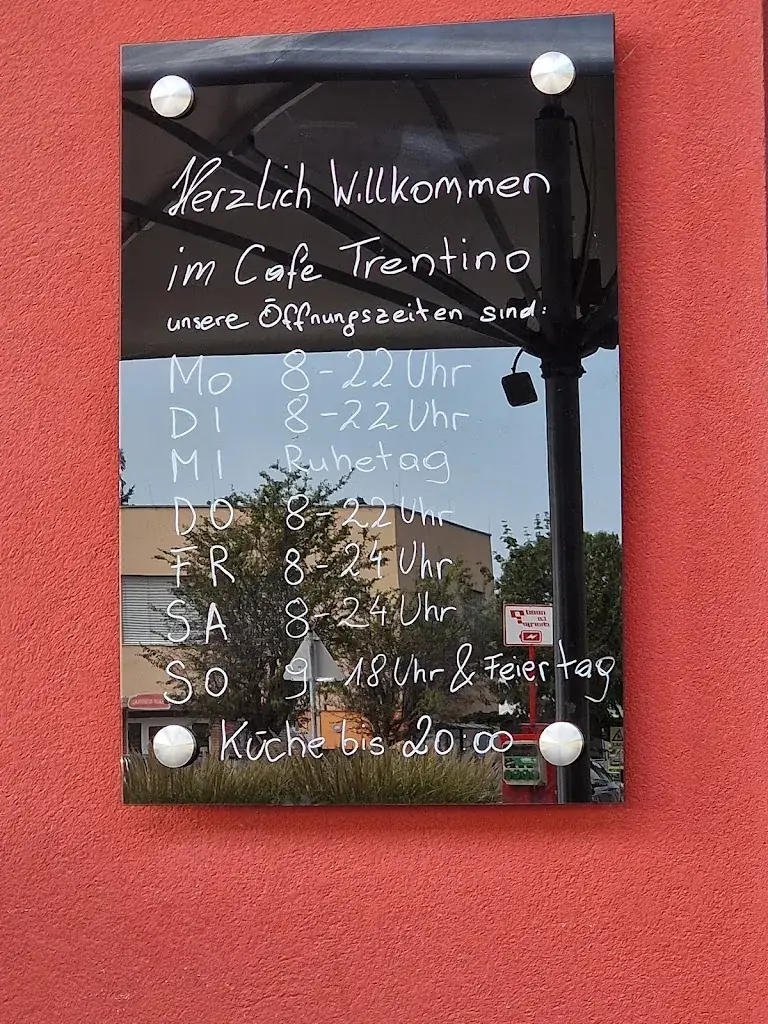 Herzlich Willkommen
im Cafe Trentino
unsere Öffnungszeiten sind:
Mo 8-22 Uhr
DI 8-22 Uhr
MI Ruhetag
DO 8-22 Uhr
FR 8-24 Uhr
SA 8-24 Uhr
SO 9-18 Uhr & Feiertag
Küche bis 20:00